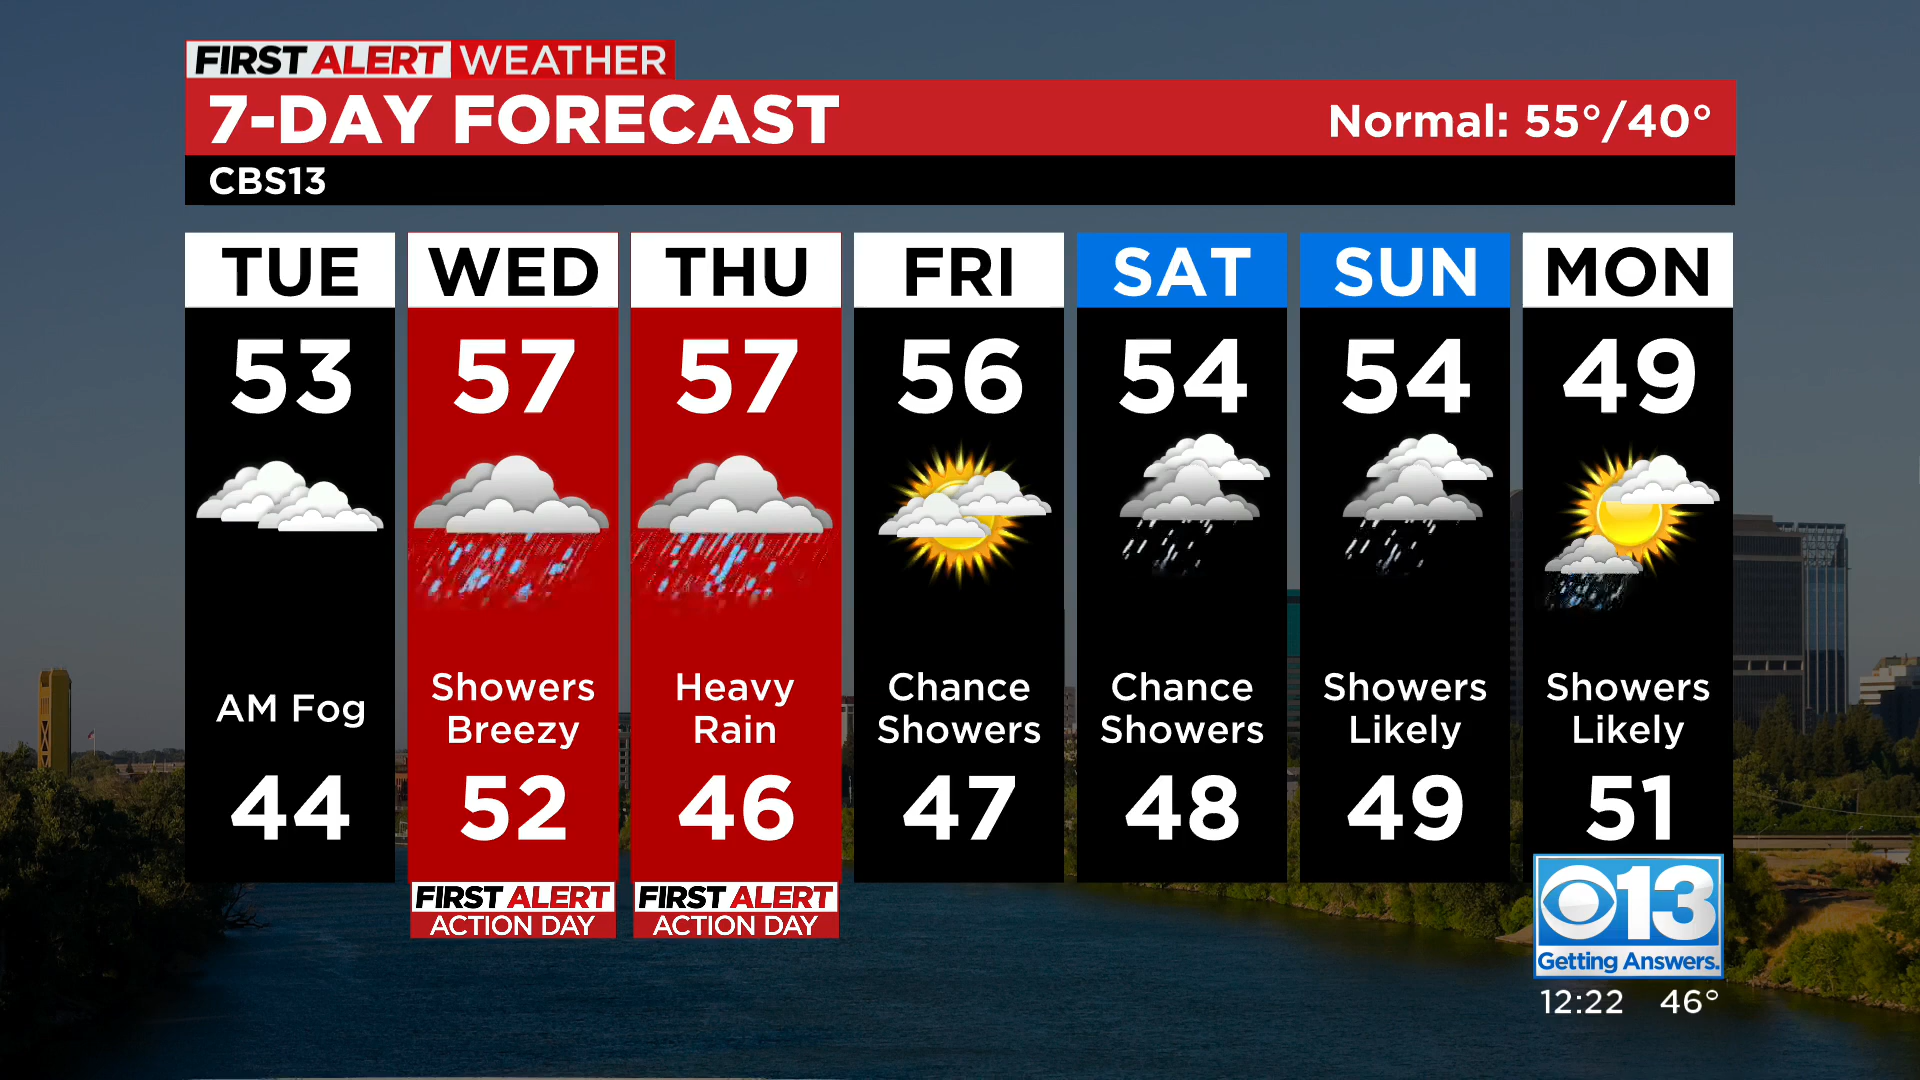 FIRST ALERT WEATHER
7-DAY FORECAST Normal: 55°/40°
CBS13
TUE WED THU FRI SAT SUN MON
53 57 57 56 54 54 49
AM Fog
Showers
Breezy
Heavy
Rain
Chance
Showers
Chance
Showers
Showers
Likely
Showers
Likely
44 52 46 47 48 49 51
FIRST ALERT
ACTION DAY
FIRST ALERT
ACTION DAY
13
Getting Answers.
12:22 46°